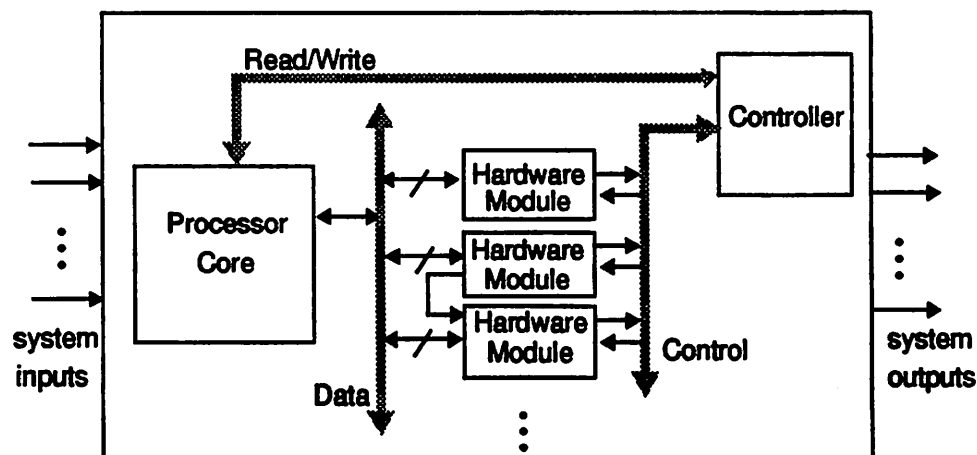 Read/Write
Controller
Hardware
Module
Processor
Core
Hardware
Module
Hardware
Module
system
inputs
Data
Control
system
outputs